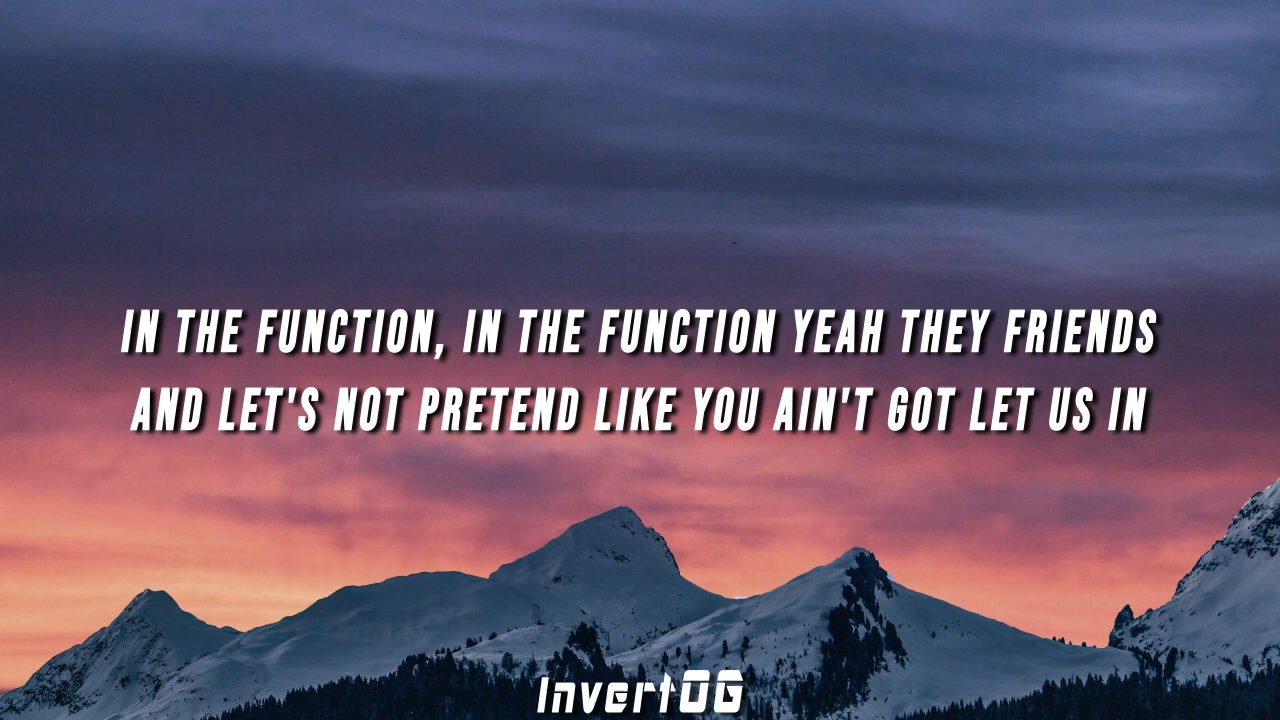 IN THE FUNCTION, IN THE FUNCTION YEAH THEY FRIENDS
AND LET'S NOT PRETEND LIKE YOU AIN'T GOT LET US IN
InvertOG